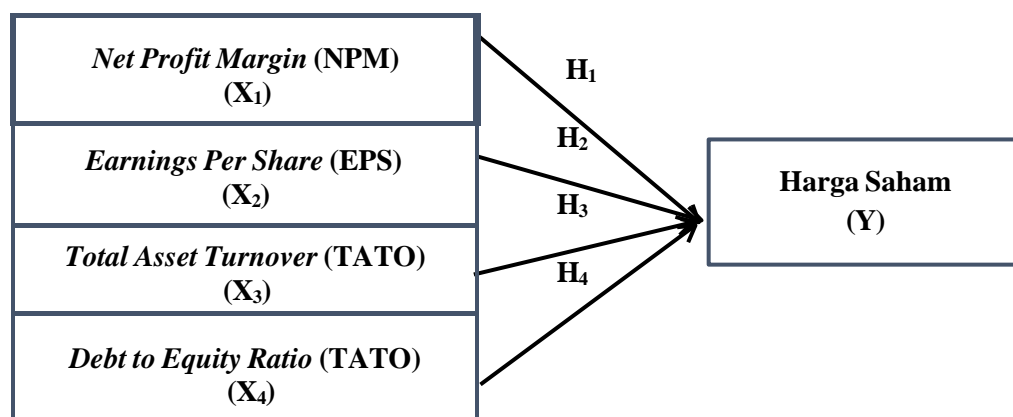 Net Profit Margin (NPM)
(X₁)
H₁
H₂
Earnings Per Share (EPS)
(X₂)
Harga Saham
(Y)
H₃
Total Asset Turnover (TATO)
(X₃)
H₄
Debt to Equity Ratio (TATO)
(X₄)